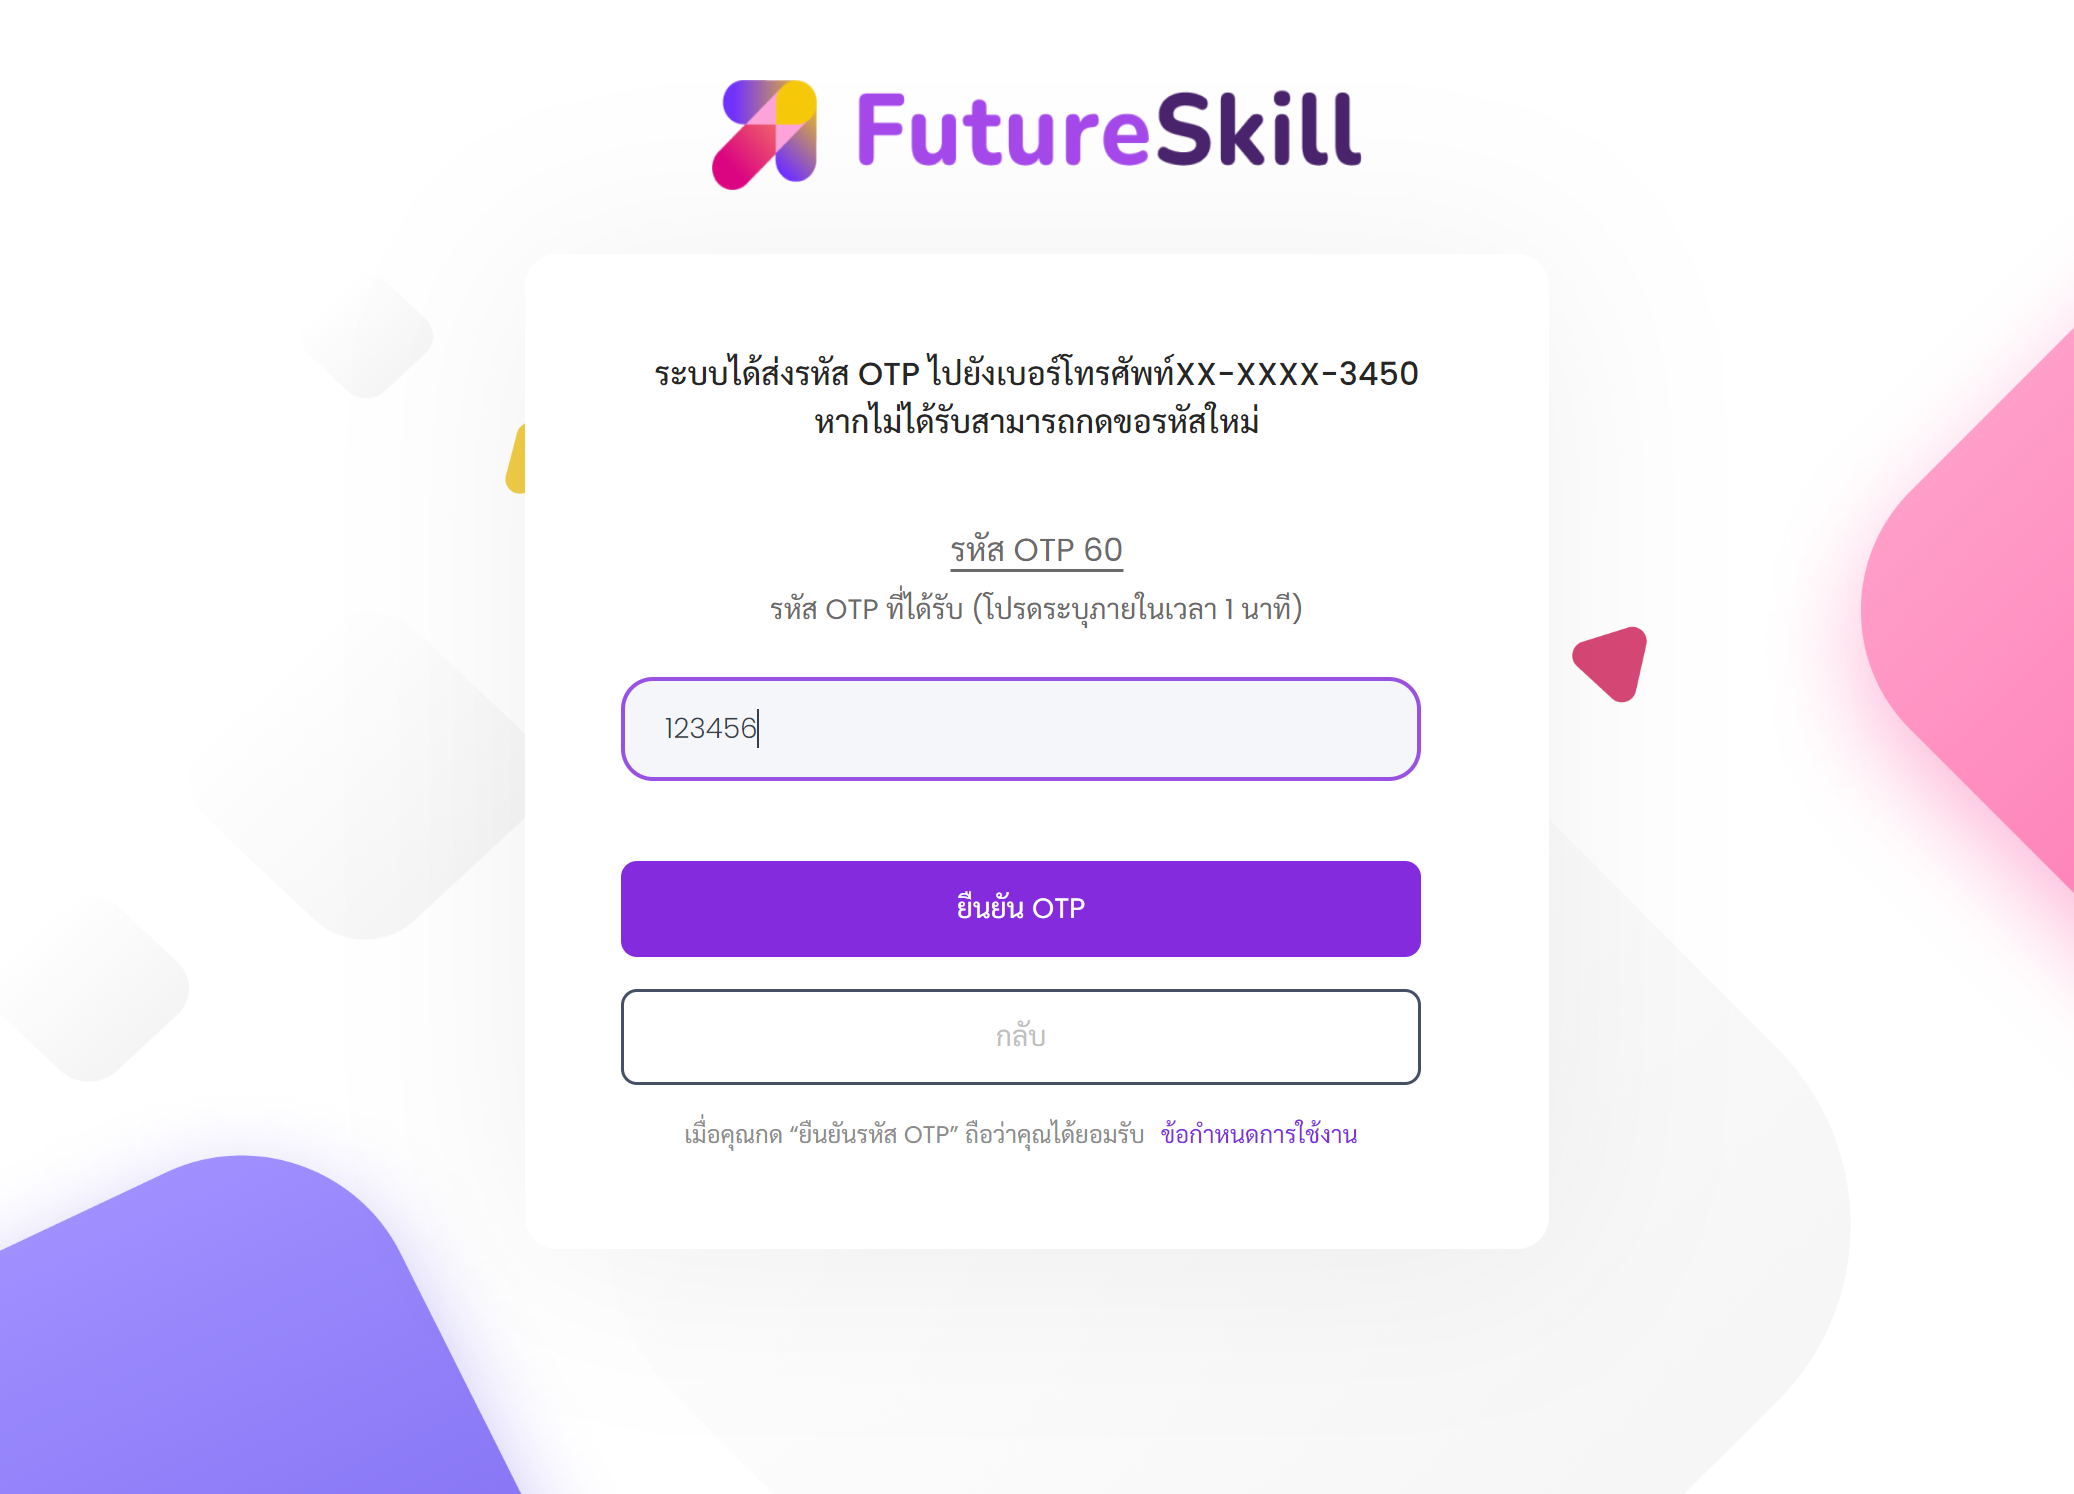 FutureSkill
ระบบได้ส่งรหัส OTP ไปยังเบอร์โทรศัพท์XX-XXXX-3450
หากไม่ได้รับสามารถกดขอรหัสใหม่
รหัส OTP 60
รหัส OTP ที่ได้รับ (โปรดระบุภายในเวลา 1 นาที)
123456
ยืนยัน OTP
กลับ
เมื่อคุณกด “ยืนยันรหัส OTP” ถือว่าคุณได้ยอมรับ ข้อกำหนดการใช้งาน